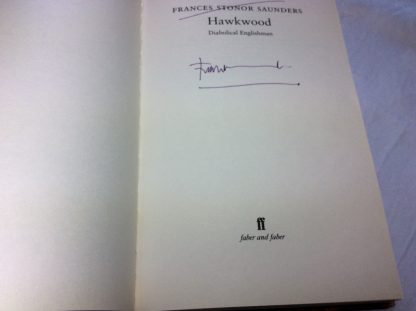 FRANCES STONOR SAUNDERS
Hawkwood
Diabolical Englishman
ff
faber and faber